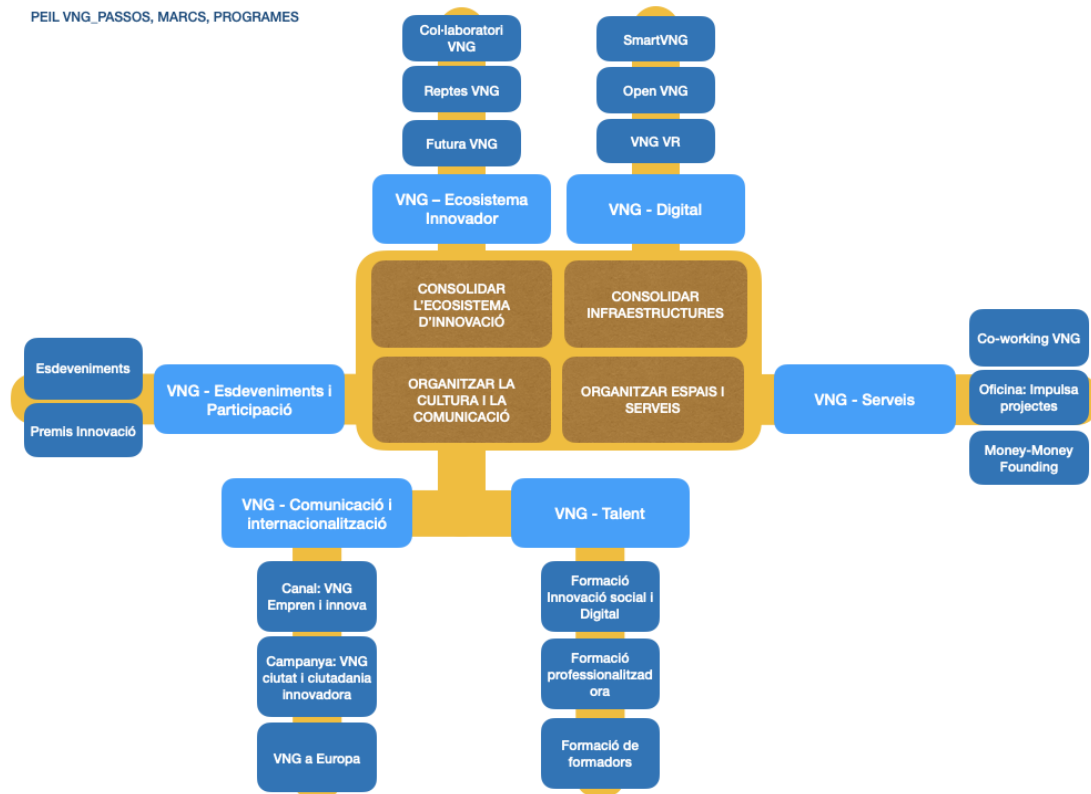 PEIL VNG_PASSOS, MARCS, PROGRAMES
Col·laboratori
VNG
Reptes VNG
Futura VNG
VNG – Ecosistema
Innovador
SmartVNG
Open VNG
VNG VR
VNG - Digital
CONSOLIDAR
L'ECOSISTEMA
D'INNOVACIÓ
CONSOLIDAR
INFRAESTRUCTURES
ORGANITZAR LA
CULTURA I LA
COMUNICACIÓ
ORGANITZAR ESPAIS I
SERVEIS
Esdeveniments
Premis Innovació
VNG - Esdeveniments i
Participació
VNG - Serveis
Co-working VNG
Oficina: Impulsa
projectes
Money-Money
Founding
VNG - Comunicació i
internacionalització
Canal: VNG
Empren i innova
Campanya: VNG
ciutat i ciutadania
innovadora
VNG a Europa
VNG - Talent
Formació
Innovació social i
Digital
Formació
professionalitzad
ora
Formació de
formadors